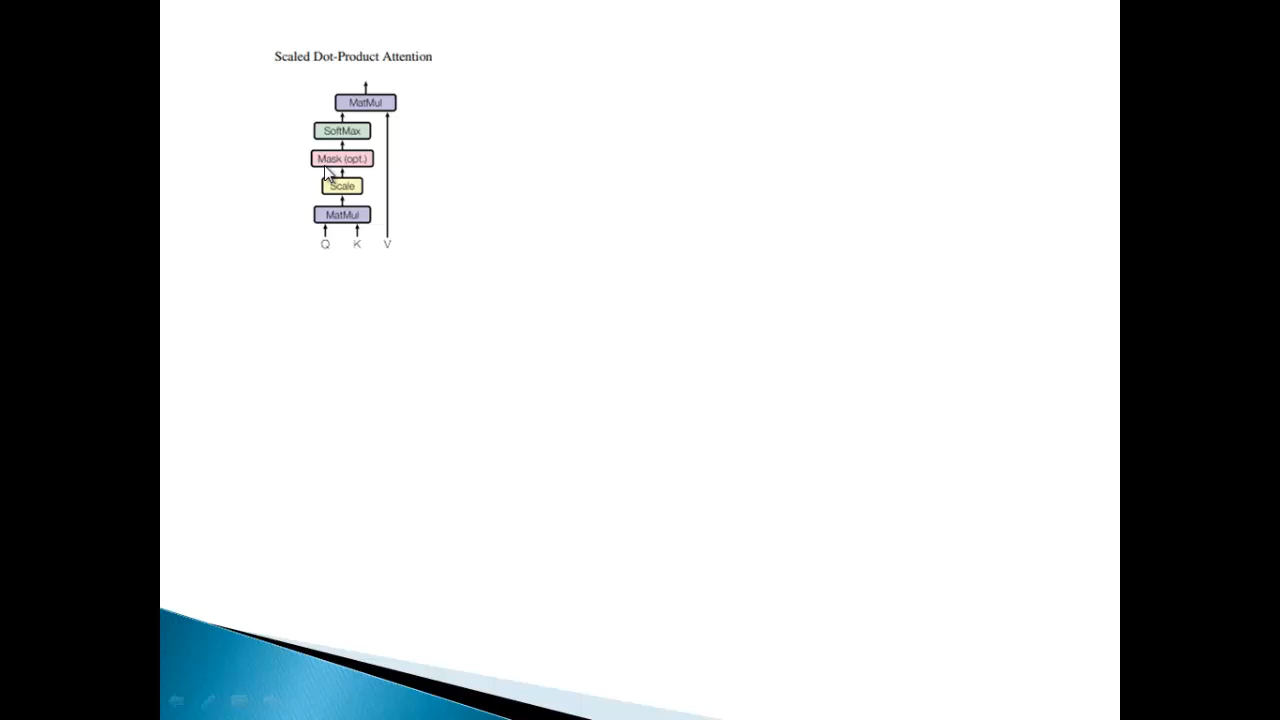 Scaled Dot-Product Attention
MatMul
SoftMax
Mask (opt.)
Scale
MatMul
Q K V